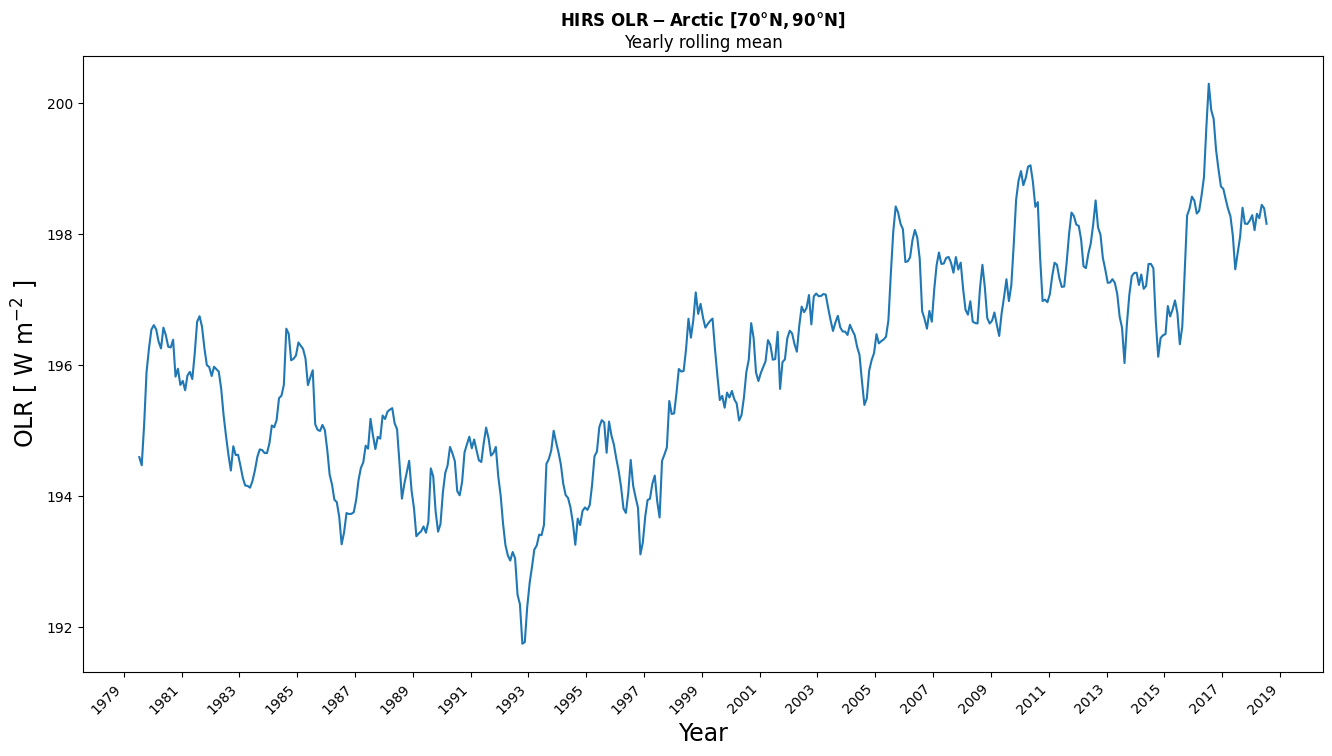 HIRS OLR − Arctic [70°N, 90°N]
Yearly rolling mean
OLR [ W m⁻² ]
200
198
196
194
192
1979 1981 1983 1985 1987 1989 1991 1993 1995 1997 1999 2001 2003 2005 2007 2009 2011 2013 2015 2017 2019
Year